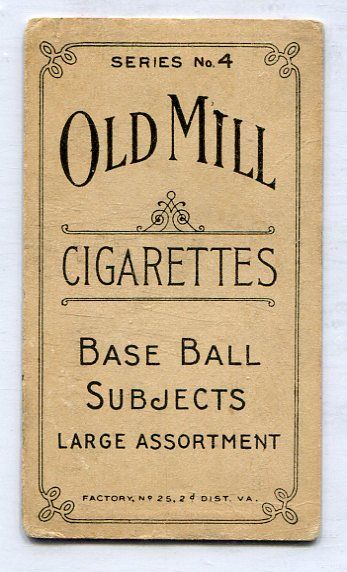 SERIES No. 4
OLD MILL
CIGARETTES
BASE BALL
SUBJECTS
LARGE ASSORTMENT
FACTORY, No 25, 2d DIST. VA.